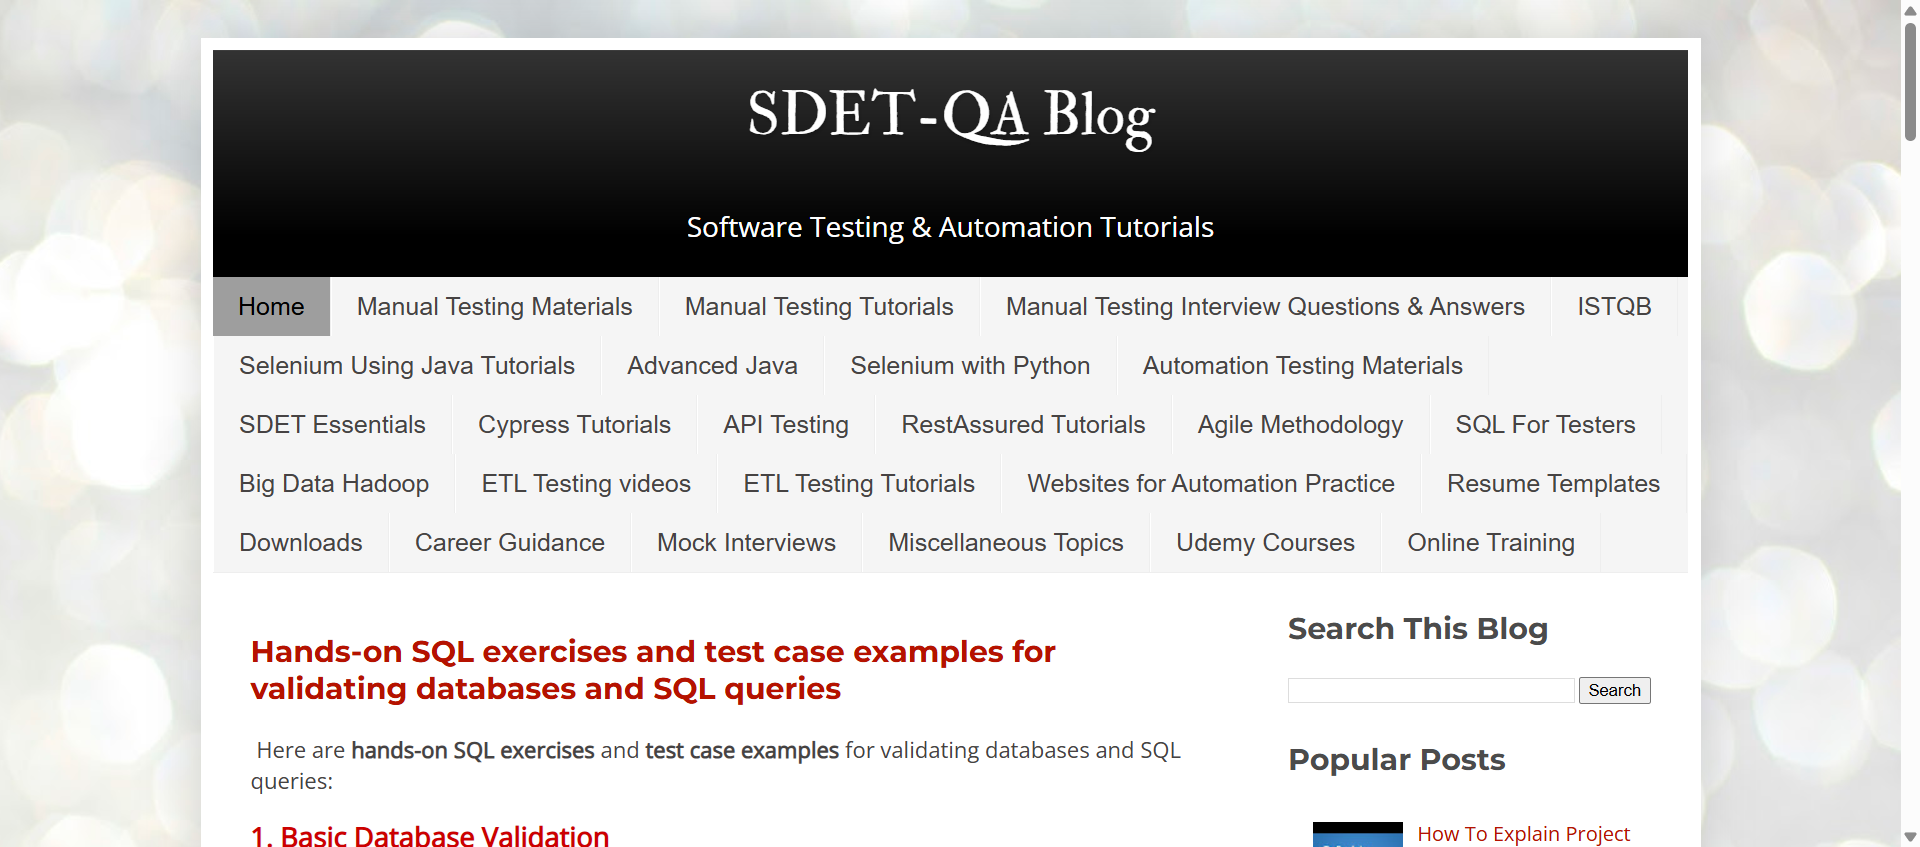 SDET-QA Blog
Software Testing & Automation Tutorials
Home Manual Testing Materials Manual Testing Tutorials Manual Testing Interview Questions & Answers ISTQB
Selenium Using Java Tutorials Advanced Java Selenium with Python Automation Testing Materials
SDET Essentials Cypress Tutorials API Testing RestAssured Tutorials Agile Methodology SQL For Testers
Big Data Hadoop ETL Testing videos ETL Testing Tutorials Websites for Automation Practice Resume Templates
Downloads Career Guidance Mock Interviews Miscellaneous Topics Udemy Courses Online Training
Hands-on SQL exercises and test case examples for
validating databases and SQL queries
Here are hands-on SQL exercises and test case examples for validating databases and SQL
queries:
1. Basic Database Validation
Search This Blog
Search
Popular Posts
How To Explain Project